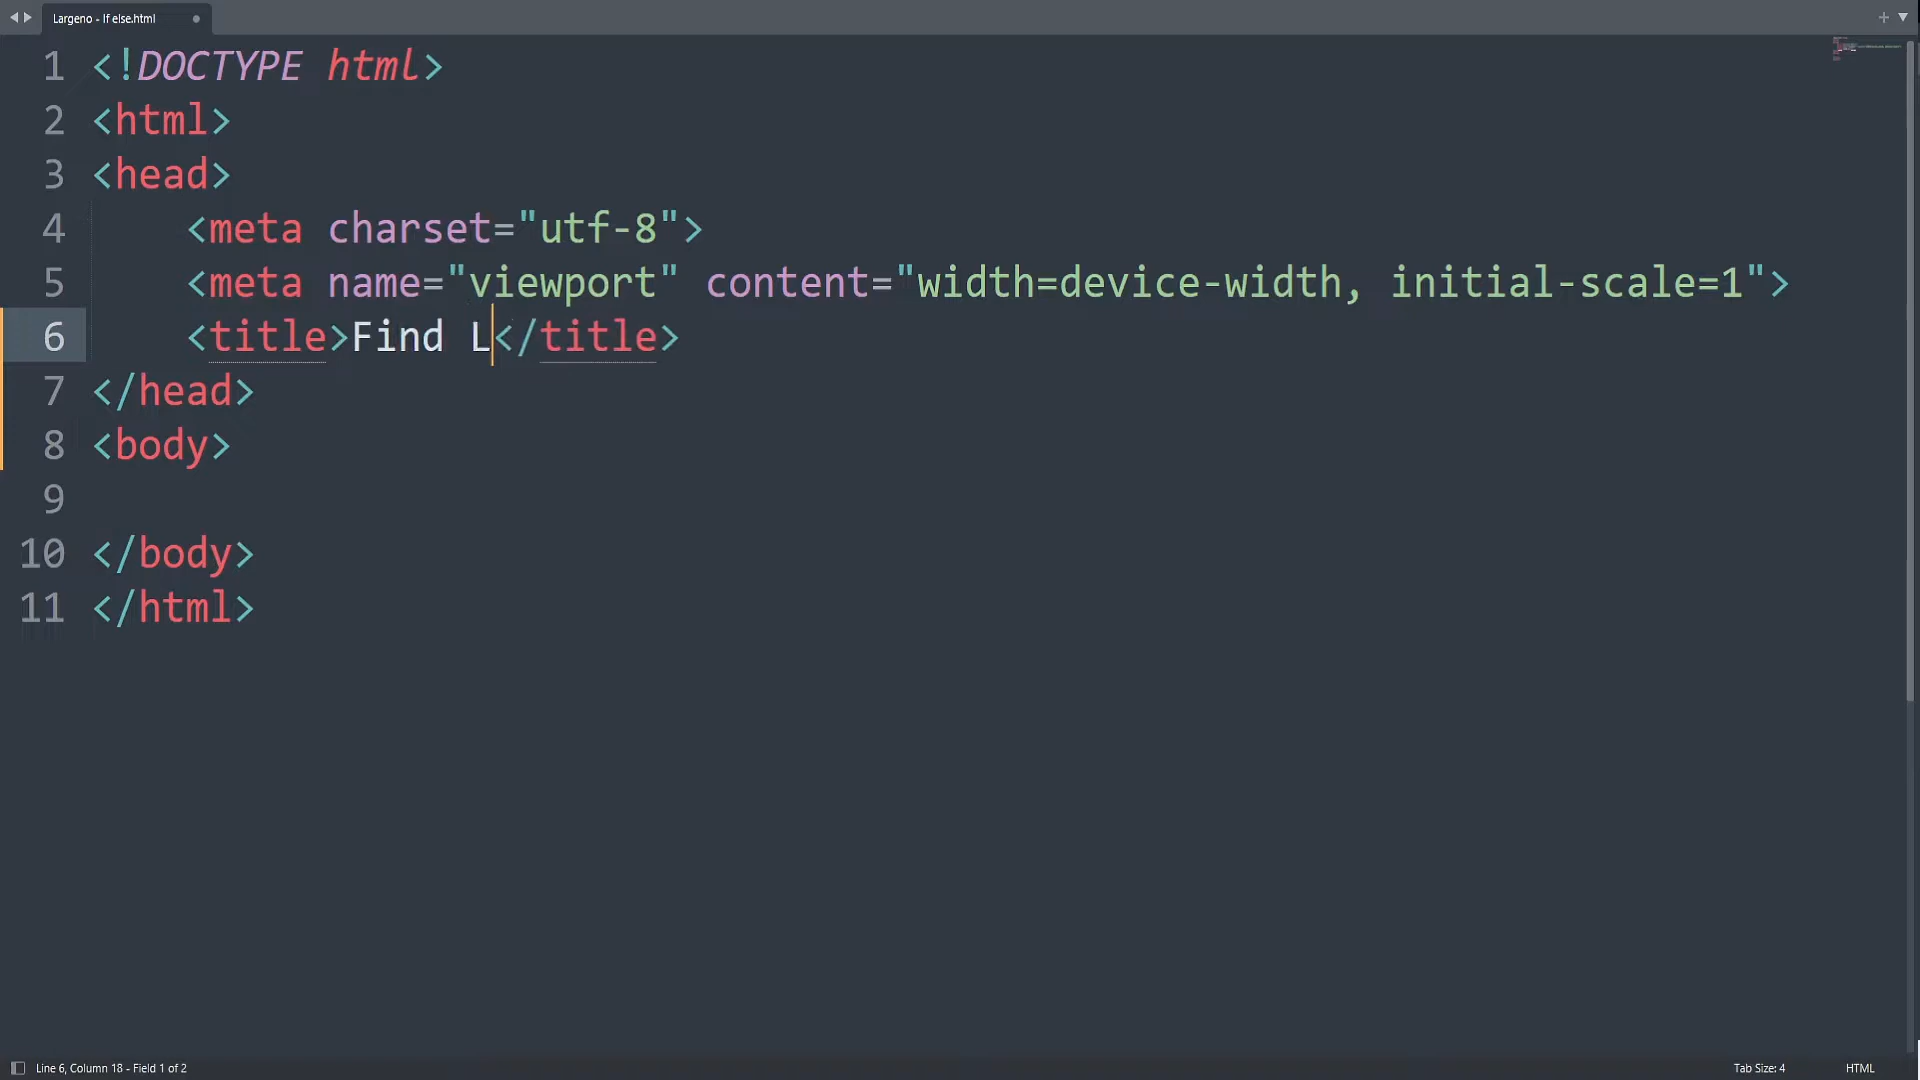 Largeno - If else.html
1 <!DOCTYPE html>
2 <html>
3 <head>
4     <meta charset="utf-8">
5     <meta name="viewport" content="width=device-width, initial-scale=1">
6     <title>Find L</title>
7 </head>
8 <body>
9
10 </body>
11 </html>
Line 6, Column 18 - Field 1 of 2
Tab Size: 4
HTML